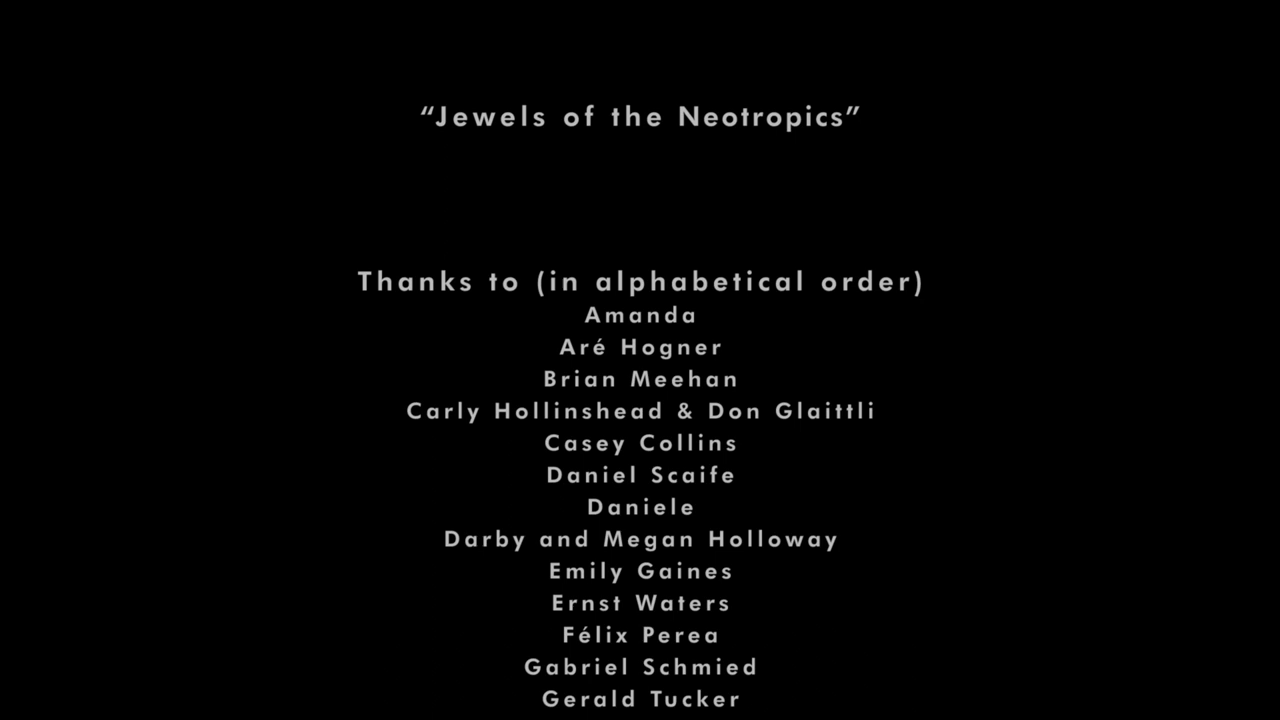 “Jewels of the Neotropics”
Thanks to (in alphabetical order)
Amanda
Aré Hogner
Brian Meehan
Carly Hollinshead & Don Glaittli
Casey Collins
Daniel Scaife
Daniele
Darby and Megan Holloway
Emily Gaines
Ernst Waters
Félix Perea
Gabriel Schmied
Gerald Tucker